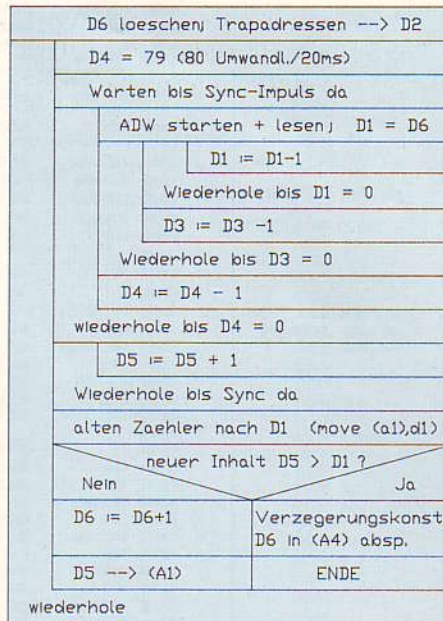 D6 loeschen; Trapadressen --> D2
D4 = 79 (80 Umwandl./20ms)
Warten bis Sync-Impuls da
ADW starten + lesen; D1 = D6
D1 := D1-1
Wiederhole bis D1 = 0
D3 := D3 -1
Wiederhole bis D3 = 0
D4 := D4 - 1
wiederhole bis D4 = 0
D5 := D5 + 1
Wiederhole bis Sync da
alten Zaehler nach D1 (move (a1),d1)
neuer Inhalt D5 > D1 ?
Nein Ja
D6 := D6+1
Verzegerungskonst
D6 in (A4) absp.
D5 --> (A1)
ENDE
wiederhole